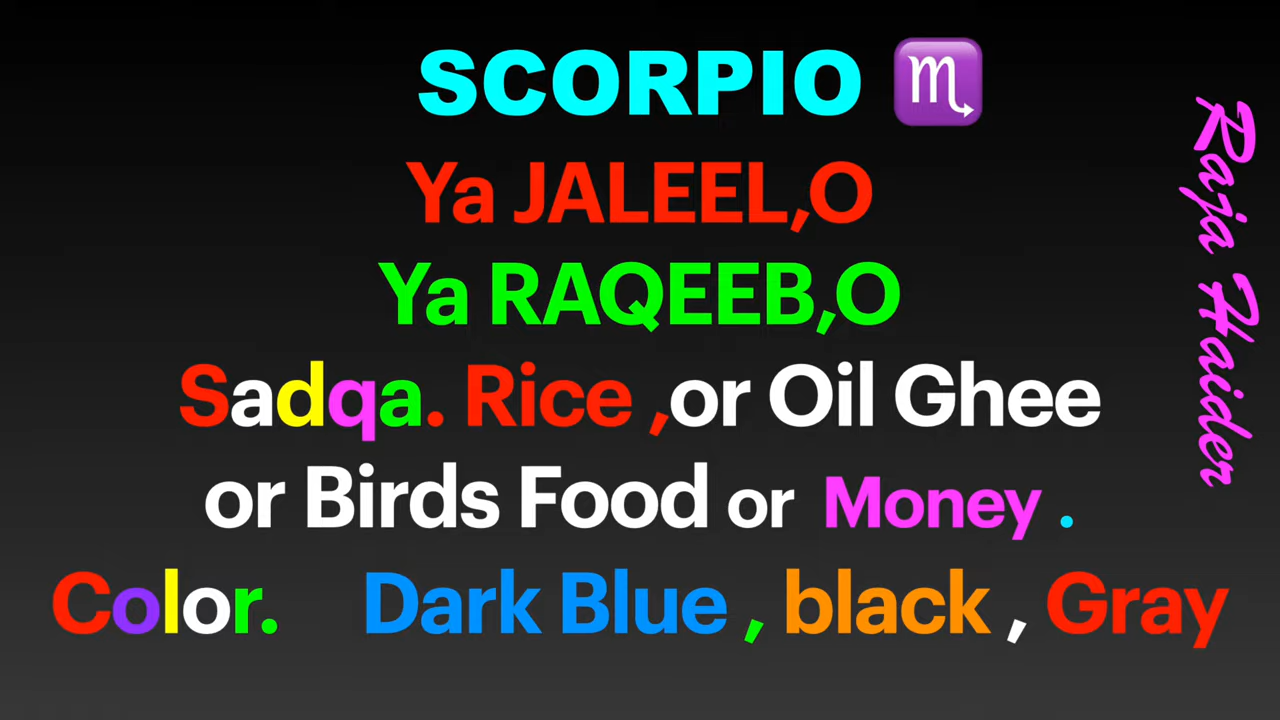 SCORPIO ♏
Ya JALEEL,O
Ya RAQEEB,O
Sadqa. Rice ,or Oil Ghee
or Birds Food or Money .
Color. Dark Blue , black , Gray
Raja Haider